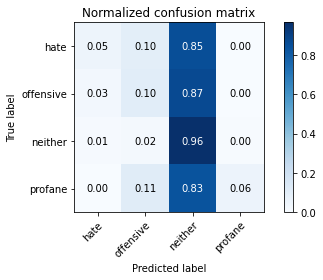 Normalized confusion matrix
hate 0.05 0.10 0.85 0.00
offensive 0.03 0.10 0.87 0.00
neither 0.01 0.02 0.96 0.00
profane 0.00 0.11 0.83 0.06
True label
hate offensive neither profane
Predicted label
0.8
0.6
0.4
0.2
0.0